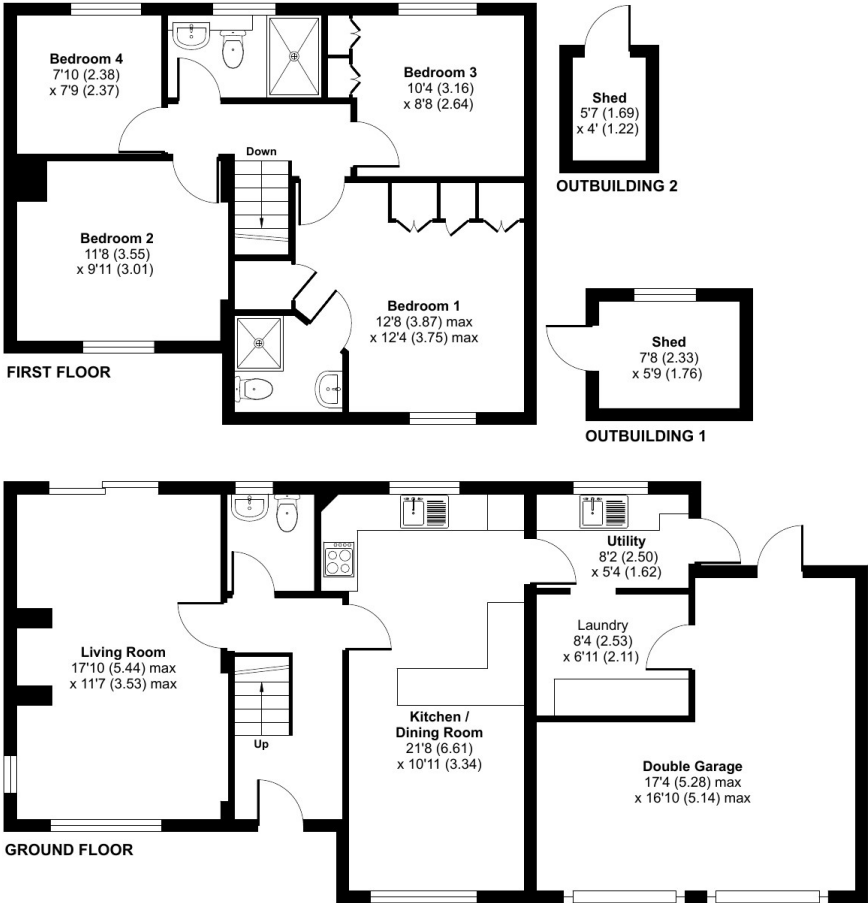 Bedroom 4
7'10 (2.38)
x 7'9 (2.37)
Bedroom 3
10'4 (3.16)
x 8'8 (2.64)
Shed
5'7 (1.69)
x 4' (1.22)
OUTBUILDING 2
Down
Bedroom 2
11'8 (3.55)
x 9'11 (3.01)
Bedroom 1
12'8 (3.87) max
x 12'4 (3.75) max
Shed
7'8 (2.33)
x 5'9 (1.76)
FIRST FLOOR
OUTBUILDING 1
Utility
8'2 (2.50)
x 5'4 (1.62)
Laundry
8'4 (2.53)
x 6'11 (2.11)
Living Room
17'10 (5.44) max
x 11'7 (3.53) max
Up
Kitchen /
Dining Room
21'8 (6.61)
x 10'11 (3.34)
Double Garage
17'4 (5.28) max
x 16'10 (5.14) max
GROUND FLOOR